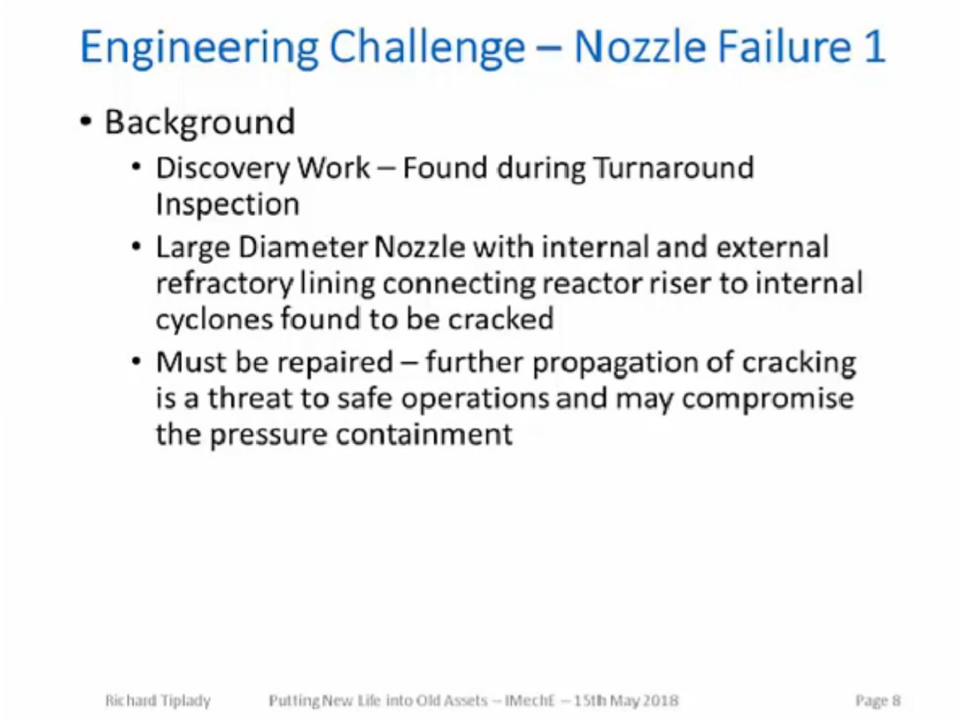 Engineering Challenge – Nozzle Failure 1
• Background
• Discovery Work – Found during Turnaround
Inspection
• Large Diameter Nozzle with internal and external
refractory lining connecting reactor riser to internal
cyclones found to be cracked
• Must be repaired – further propagation of cracking
is a threat to safe operations and may compromise
the pressure containment
Richard Tiplady Putting New Life into Old Assets – IMechE – 15th May 2018 Page 8